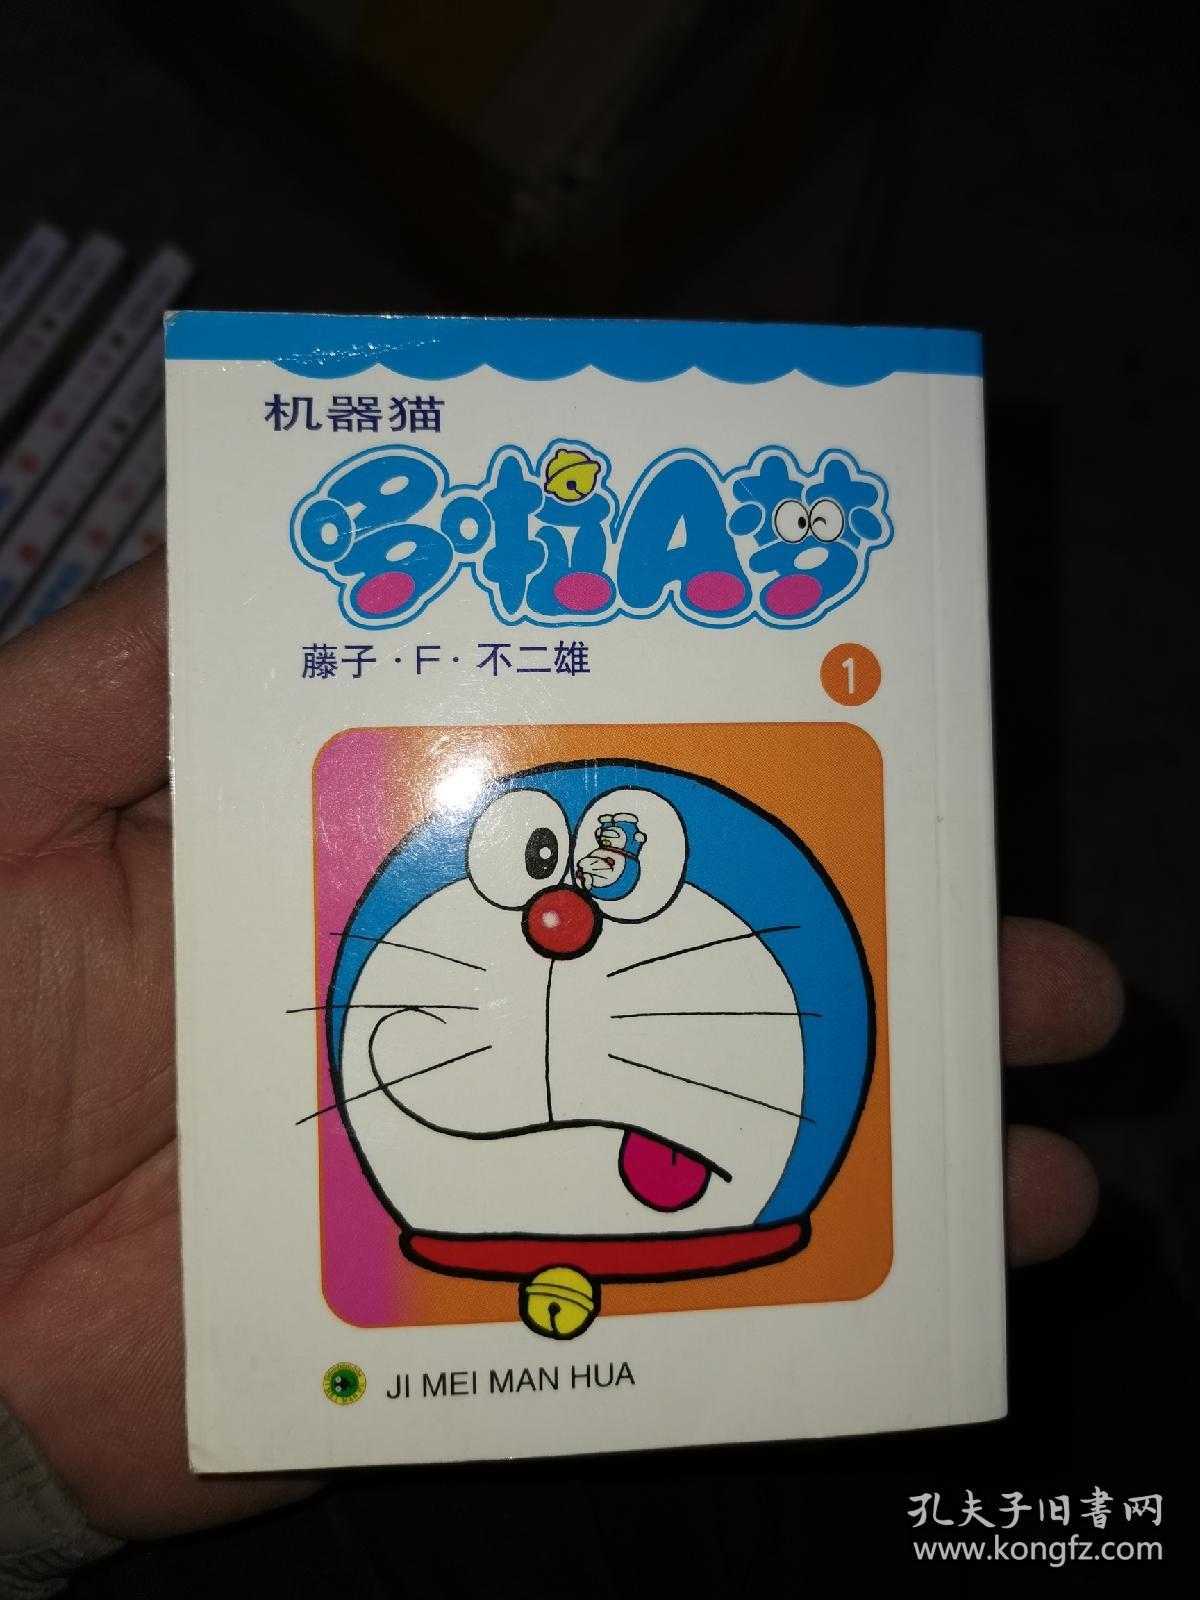 机器猫
哆啦A梦
藤子·F·不二雄
1
JI MEI MAN HUA
孔夫子旧書网
www.kongfz.com